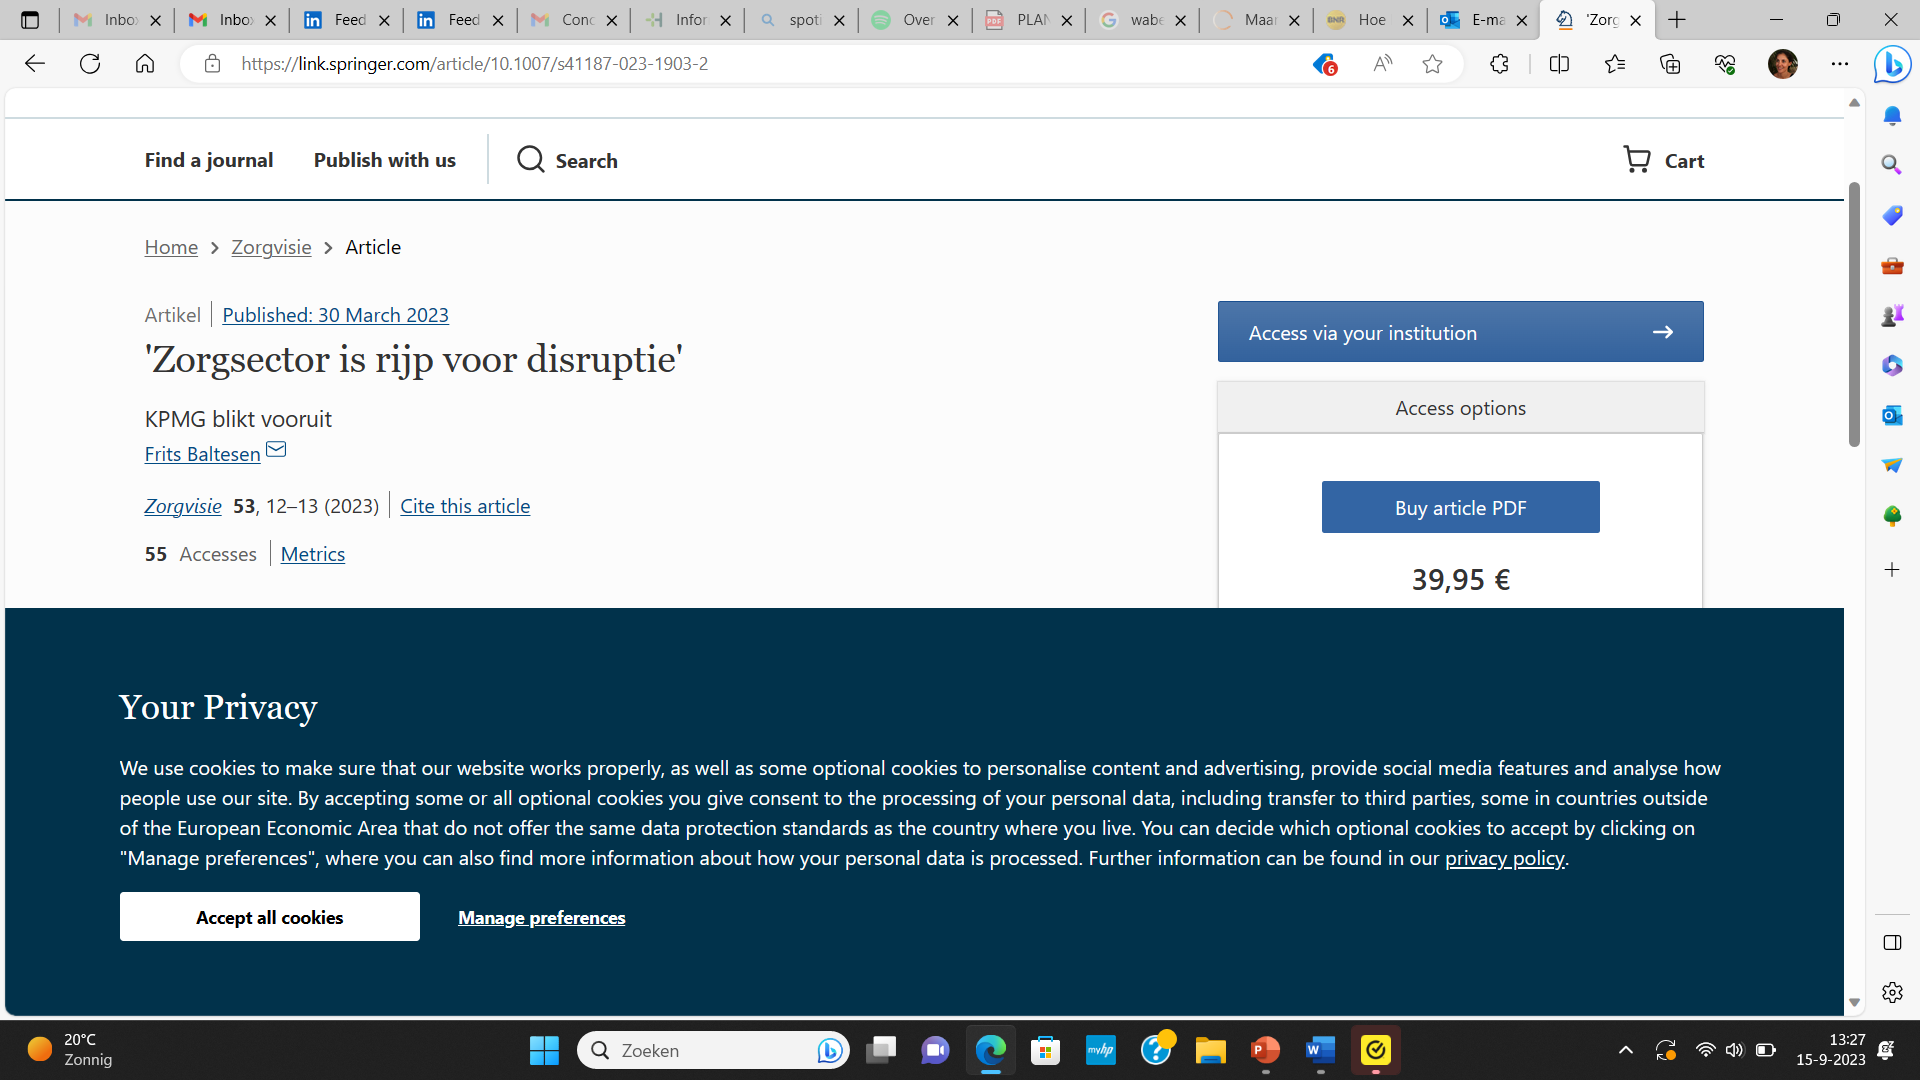 Inbo
Inbo
Feed
Feed
Conc
Infor
spoti
Over
PLAN
wabe
Maar
BNR Hoe
E-ma
'Zorg
https://link.springer.com/article/10.1007/s41187-023-1903-2
6
Find a journal Publish with us Search Cart
Home > Zorgvisie > Article
Artikel | Published: 30 March 2023
'Zorgsector is rijp voor disruptie'
KPMG blikt vooruit
Frits Baltesen
Zorgvisie 53, 12–13 (2023) | Cite this article
55 Accesses | Metrics
Access via your institution →
Access options
Buy article PDF
39,95 €
Your Privacy
We use cookies to make sure that our website works properly, as well as some optional cookies to personalise content and advertising, provide social media features and analyse how
people use our site. By accepting some or all optional cookies you give consent to the processing of your personal data, including transfer to third parties, some in countries outside
of the European Economic Area that do not offer the same data protection standards as the country where you live. You can decide which optional cookies to accept by clicking on
"Manage preferences", where you can also find more information about how your personal data is processed. Further information can be found in our privacy policy.
Accept all cookies Manage preferences
20°C
Zonnig
Zoeken
myhp
13:27
15-9-2023